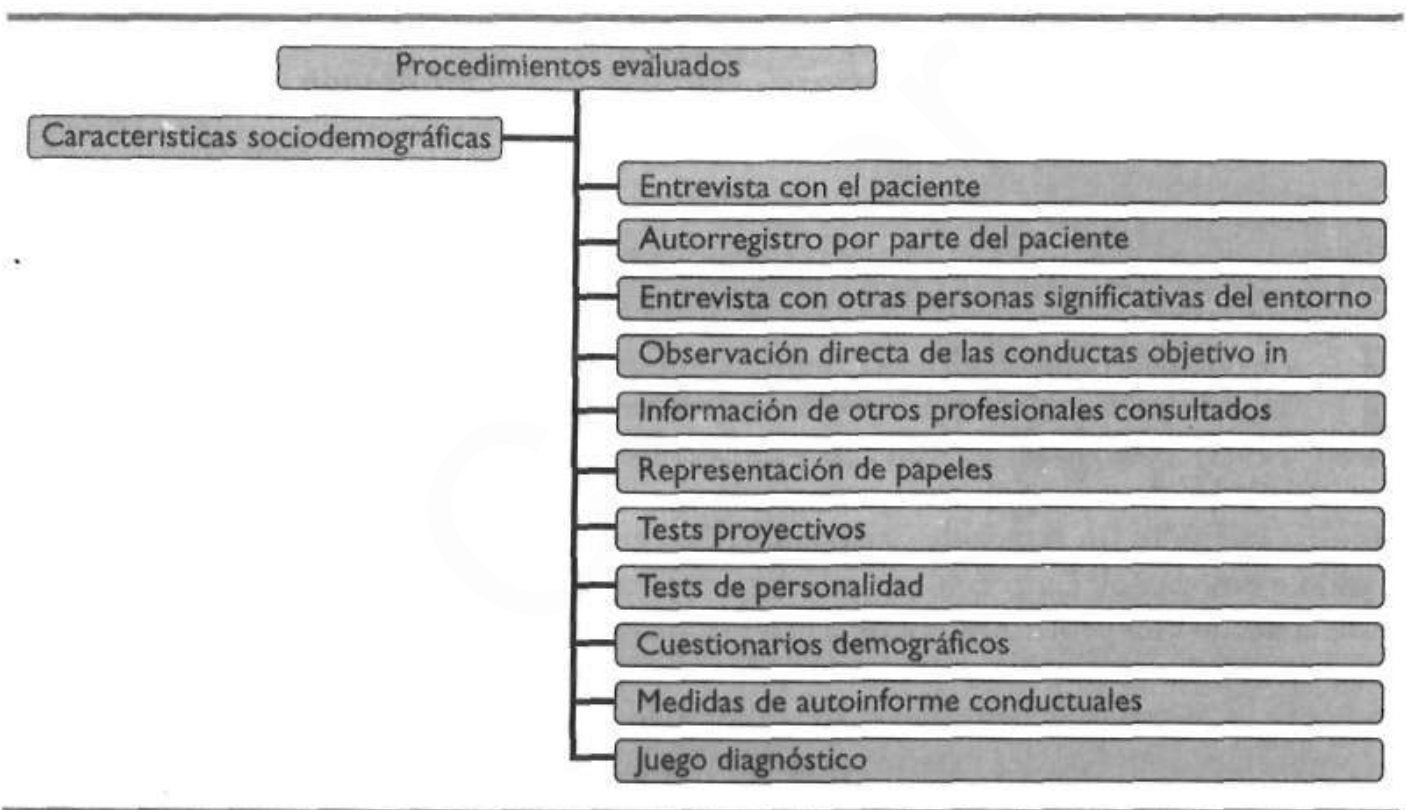 Procedimientos evaluados
Caracteristicas sociodemográficas
Entrevista con el paciente
Autorregistro por parte del paciente
Entrevista con otras personas significativas del entorno
Observación directa de las conductas objetivo in
Información de otros profesionales consultados
Representación de papeles
Tests proyectivos
Tests de personalidad
Cuestionarios demográficos
Medidas de autoinforme conductuales
Juego diagnóstico